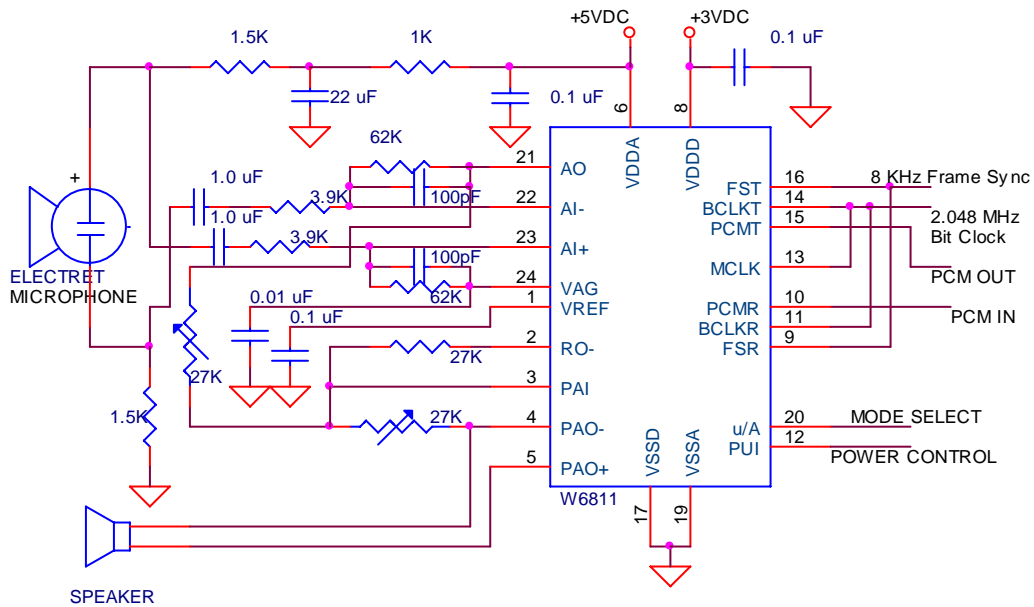 +5VDC
+3VDC
1.5K
1K
0.1 uF
22 uF
0.1 uF
6
8
VDDA
VDDD
62K
21
AO
100pF
1.0 uF
3.9K
22
AI-
1.0 uF
3.9K
23
AI+
100pF
62K
24
VAG
1
VREF
+
ELECTRET
MICROPHONE
0.01 uF
0.1 uF
27K
2
RO-
27K
3
PAI
1.5K
27K
4
PAO-
5
PAO+
W6811
16
FST
8 KHz Frame Sync
14
BCLKT
2.048 MHz
Bit Clock
15
PCMT
PCM OUT
13
MCLK
10
PCMR
PCM IN
11
BCLKR
9
FSR
20
u/A
MODE SELECT
12
PUI
POWER CONTROL
VSSD
VSSA
17
19
SPEAKER